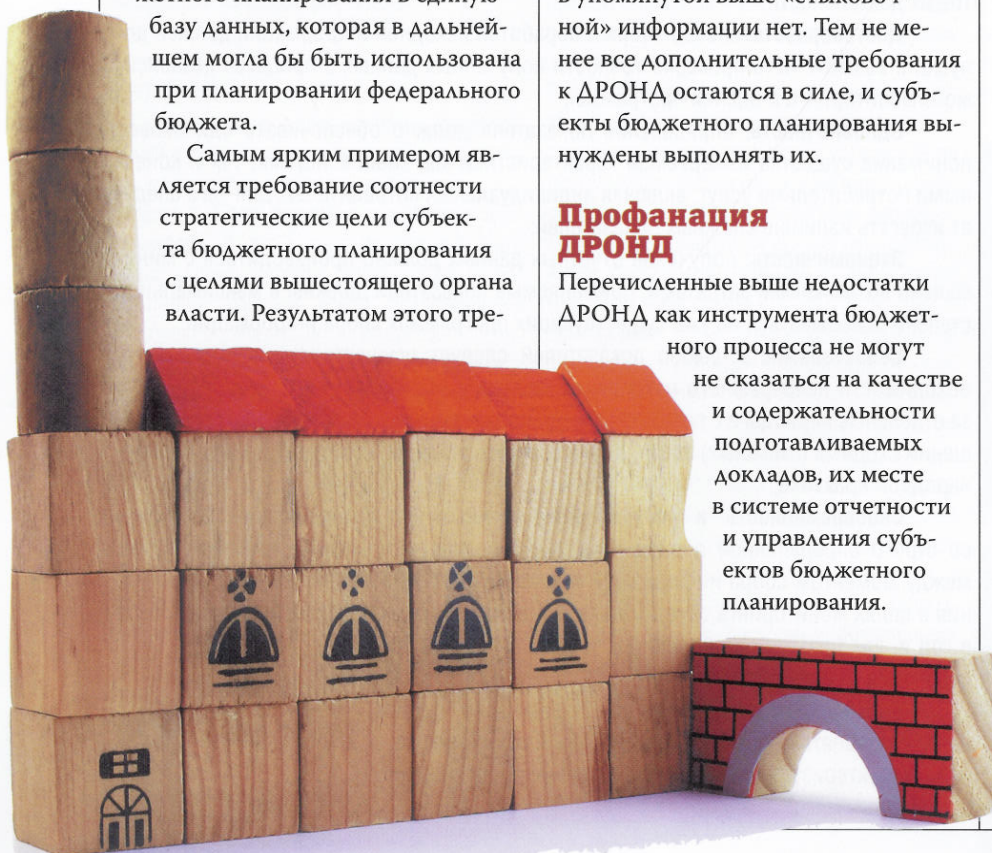 базу данных, которая в дальней-
шем могла бы быть использована
при планировании федерального
бюджета.
Самым ярким примером яв-
ляется требование соотнести
стратегические цели субъек-
та бюджетного планирования
с целями вышестоящего органа
власти. Результатом этого тре-
ной» информации нет. Тем не ме-
нее все дополнительные требования
к ДРОНД остаются в силе, и субъ-
екты бюджетного планирования вы-
нуждены выполнять их.
Профанация
ДРОНД
Перечисленные выше недостатки
ДРОНД как инструмента бюджет-
ного процесса не могут
не сказаться на качестве
и содержательности
подготавливаемых
докладов, их месте
в системе отчетности
и управления субъ-
ектов бюджетного
планирования.